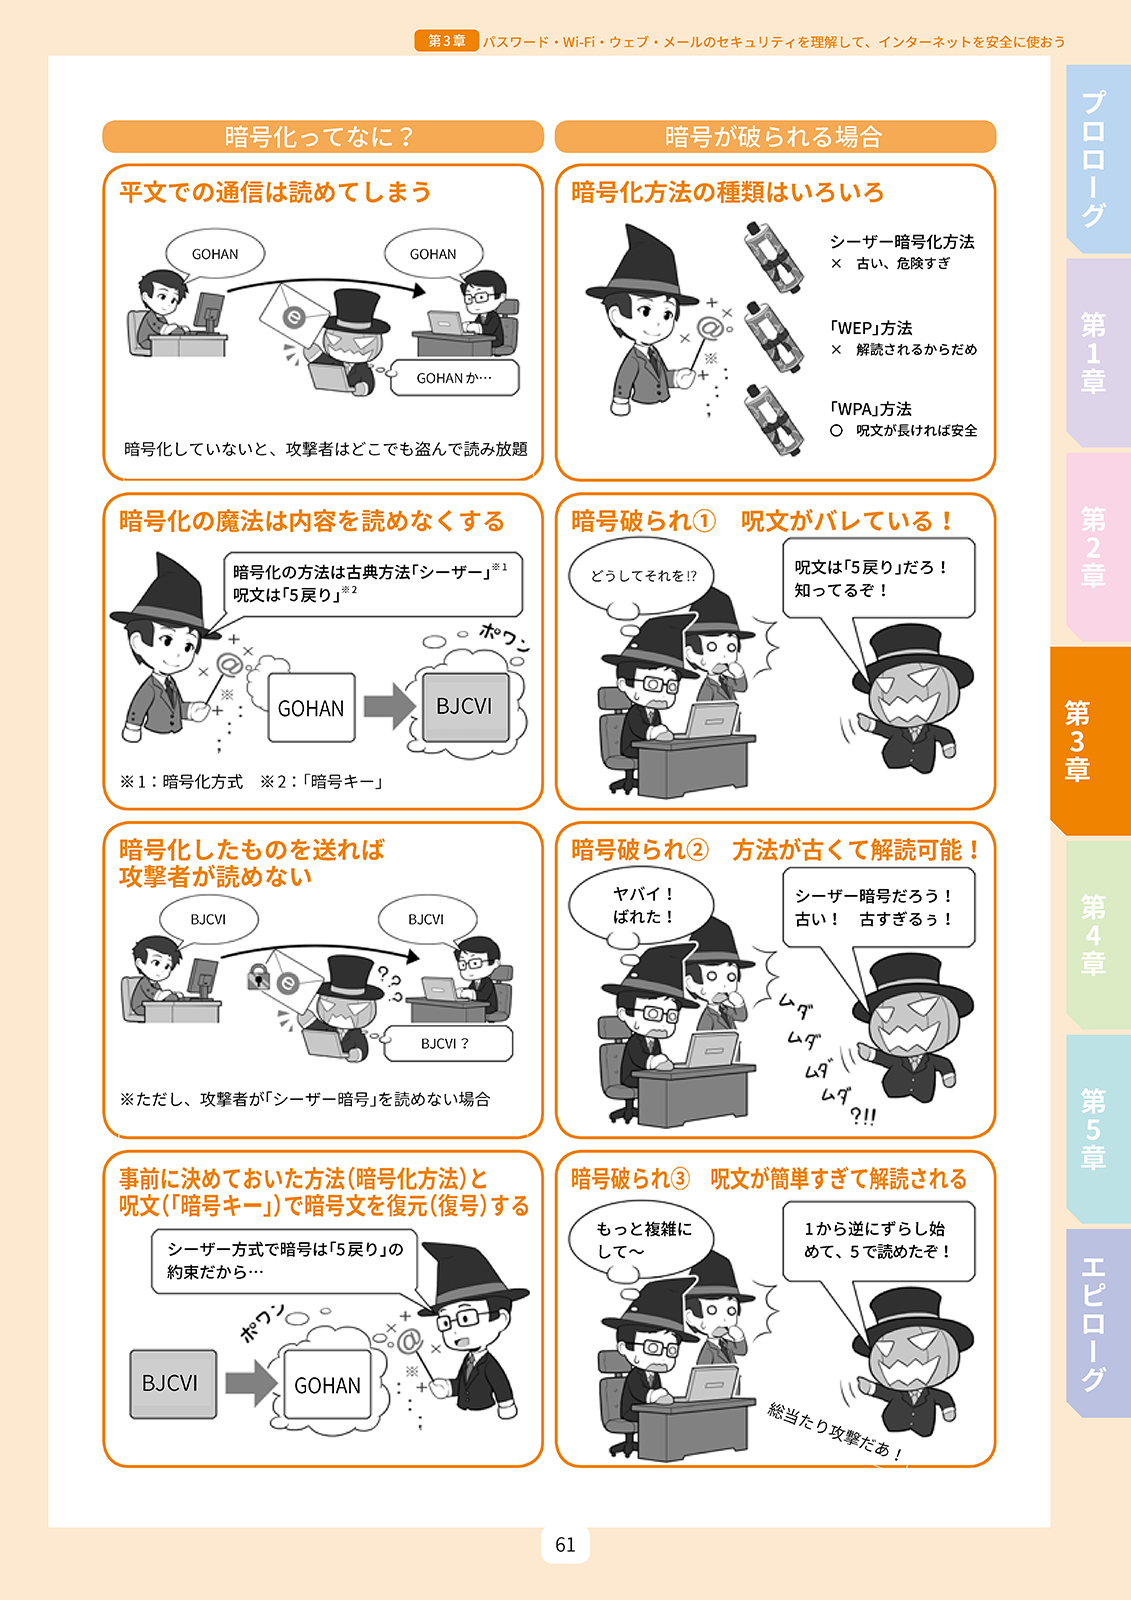 第3章 パスワード・Wi-Fi・ウェブ・メールのセキュリティを理解して、インターネットを安全に使おう
暗号化ってなに？
平文での通信は読めてしまう
GOHAN
GOHAN
GOHANか…
暗号化していないと、攻撃者はどこでも盗んで読み放題
暗号化の魔法は内容を読めなくする
暗号化の方法は古典方法「シーザー」※1
呪文は「5戻り」※2
ポワン
GOHAN
BJCVI
※1：暗号化方式　※2：「暗号キー」
暗号化したものを送れば
攻撃者が読めない
BJCVI
BJCVI
??
??
BJCVI？
※ただし、攻撃者が「シーザー暗号」を読めない場合
事前に決めておいた方法（暗号化方法）と
呪文（「暗号キー」）で暗号文を復元（復号）する
シーザー方式で暗号は「5戻り」の
約束だから…
ポワン
BJCVI
GOHAN
暗号が破られる場合
暗号化方法の種類はいろいろ
シーザー暗号化方法
×　古い、危険すぎ
「WEP」方法
×　解読されるからだめ
「WPA」方法
○　呪文が長ければ安全
暗号破られ①　呪文がバレている！
どうしてそれを!?
呪文は「5戻り」だろ！
知ってるぞ！
暗号破られ②　方法が古くて解読可能！
ヤバイ！
ばれた！
シーザー暗号だろう！
古い！　古すぎるぅ！
ムダ
ムダ
ムダ
ムダ
?!!
暗号破られ③　呪文が簡単すぎて解読される
もっと複雑に
して〜
1から逆にずらし始
めて、5で読めたぞ！
総当たり攻撃だあ！
プロローグ
第1章
第2章
第3章
第4章
第5章
エピローグ
61